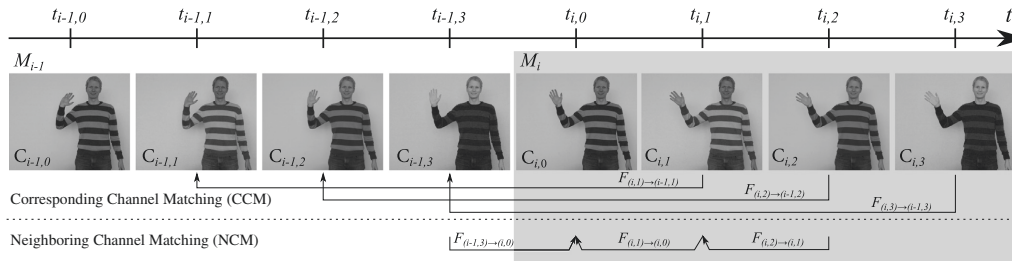 t_{i-1,0} t_{i-1,1} t_{i-1,2} t_{i-1,3} t_{i,0} t_{i,1} t_{i,2} t_{i,3} t
M_{i-1} M_i
C_{i-1,0} C_{i-1,1} C_{i-1,2} C_{i-1,3} C_{i,0} C_{i,1} C_{i,2} C_{i,3}
F_{(i,1)→(i-1,1)}
Corresponding Channel Matching (CCM) F_{(i,2)→(i-1,2)}
F_{(i,3)→(i-1,3)}
Neighboring Channel Matching (NCM) F_{(i-1,3)→(i,0)} F_{(i,1)→(i,0)} F_{(i,2)→(i,1)}